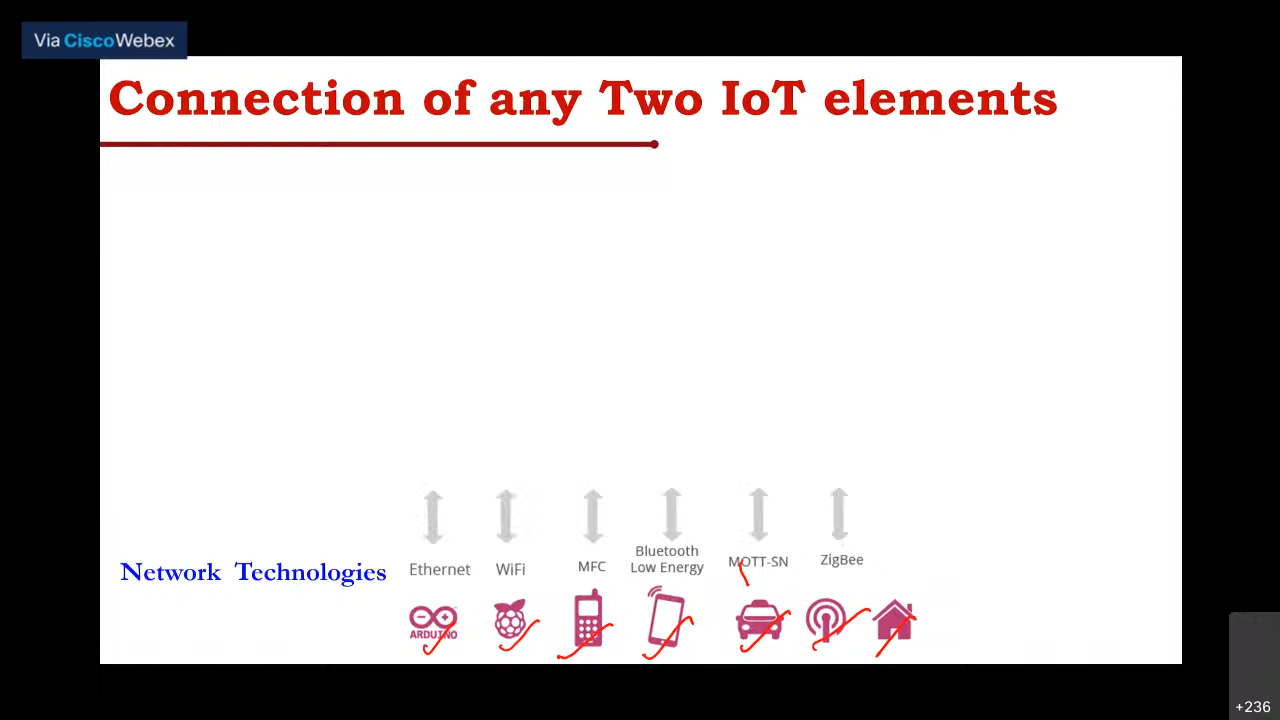 Via CiscoWebex
Connection of any Two IoT elements
Network Technologies
Ethernet
WiFi
MFC
Bluetooth
Low Energy
MOTT-SN
ZigBee
ARDUINO
+236